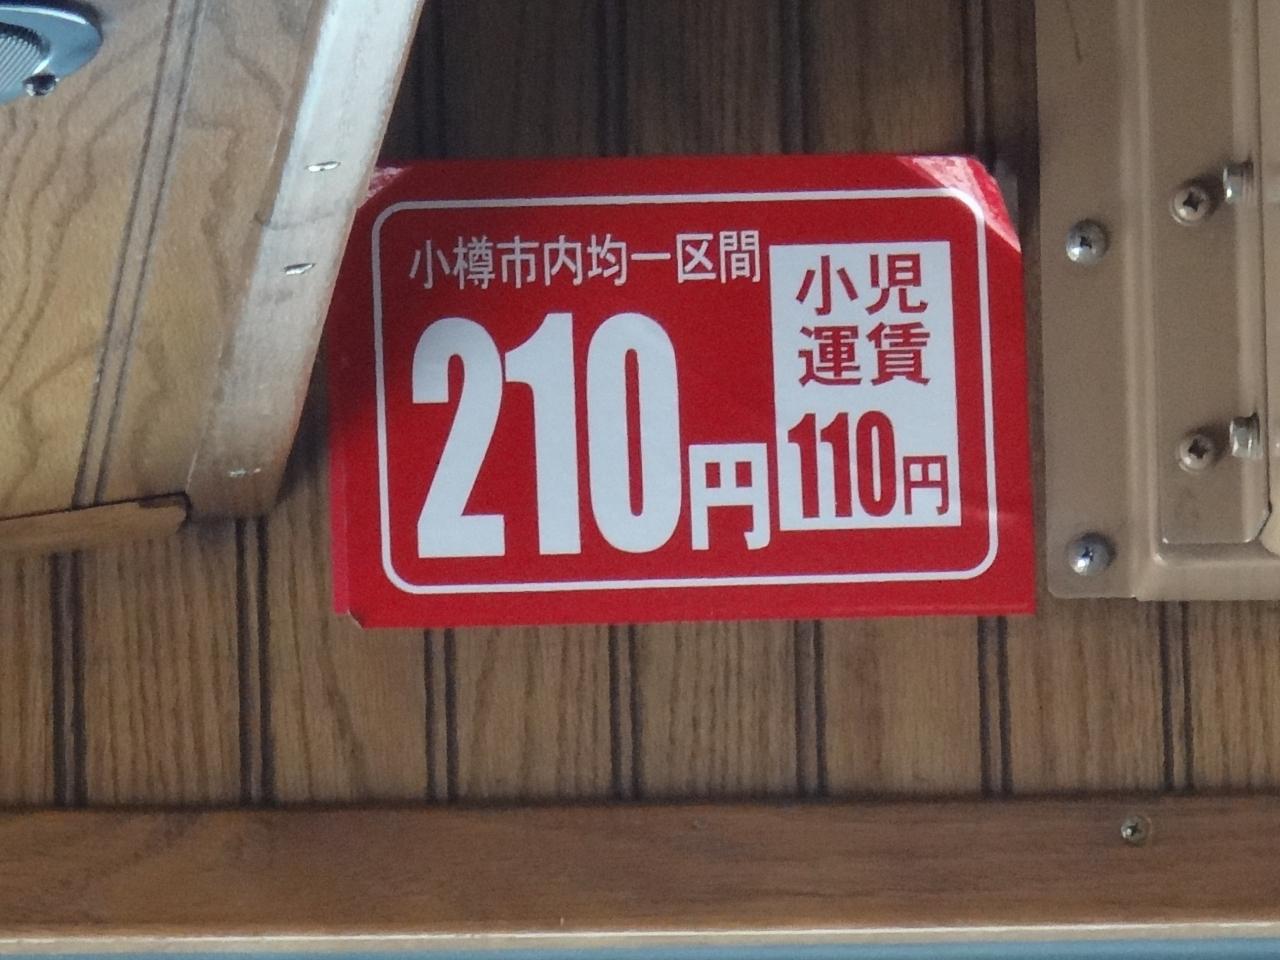 小樽市内均一区間
210円
小児
運賃
110円